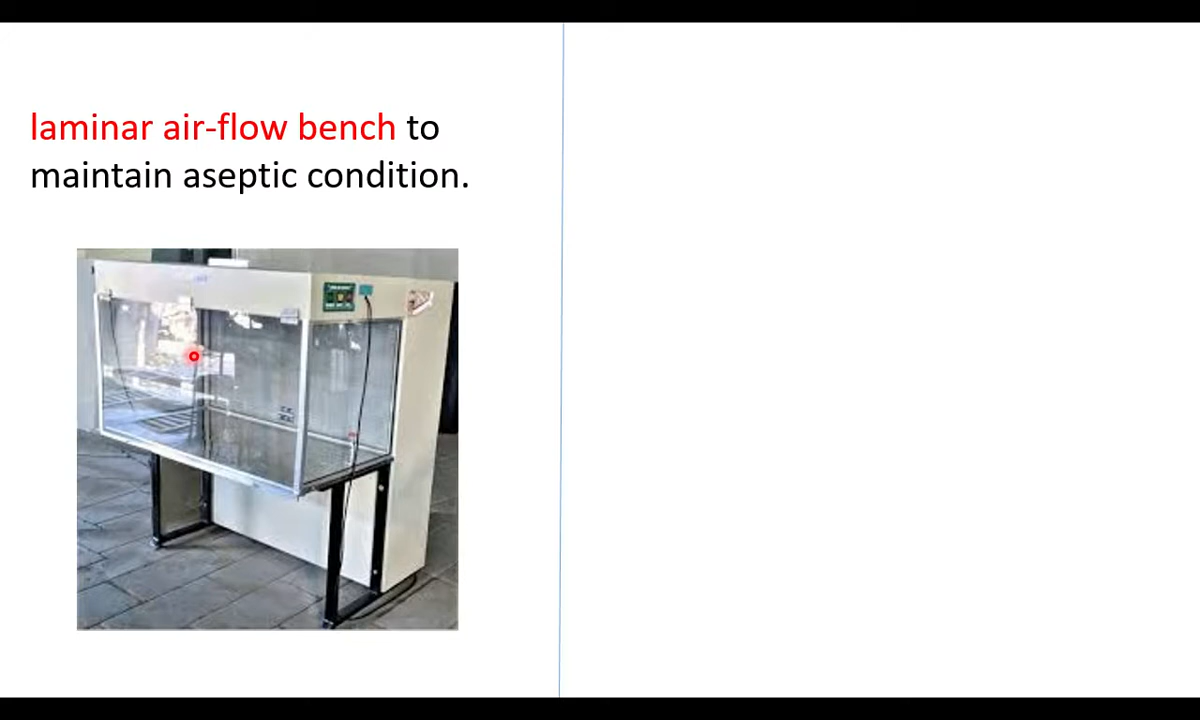 laminar air-flow bench to
maintain aseptic condition.